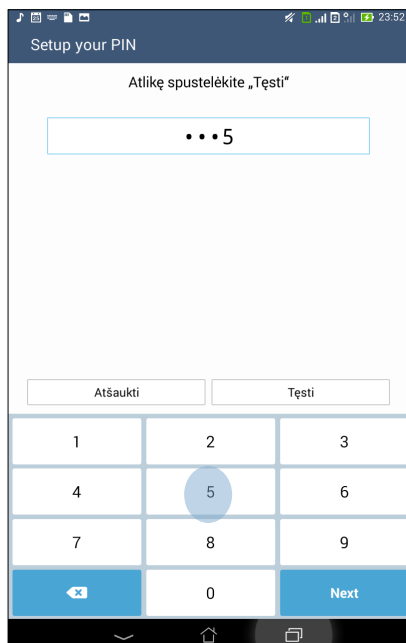 23:52
Setup your PIN
Atlikę spustelėkite „Tęsti“
•••5
Atšaukti Tęsti
1 2 3
4 5 6
7 8 9
0 Next